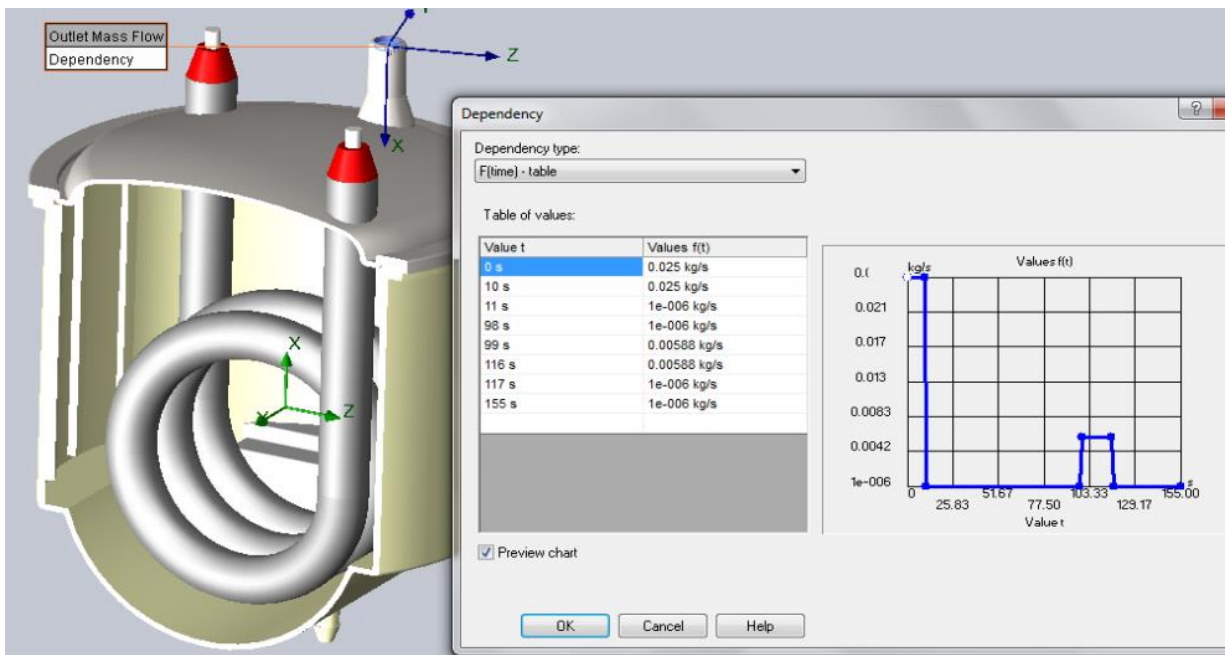 Outlet Mass Flow
Dependency
Z
X
X
Z
Dependency
?
Dependency type:
F(time) - table
Table of values:
Value t Values f(t)
0 s 0.025 kg/s
10 s 0.025 kg/s
11 s 1e-006 kg/s
98 s 1e-006 kg/s
99 s 0.00588 kg/s
116 s 0.00588 kg/s
117 s 1e-006 kg/s
155 s 1e-006 kg/s
Values f(t)
kg/s
0.021
0.017
0.013
0.0083
0.0042
1e-006
0 51.67 103.33 155.00 s
25.83 77.50 129.17
Value t
Preview chart
OK Cancel Help